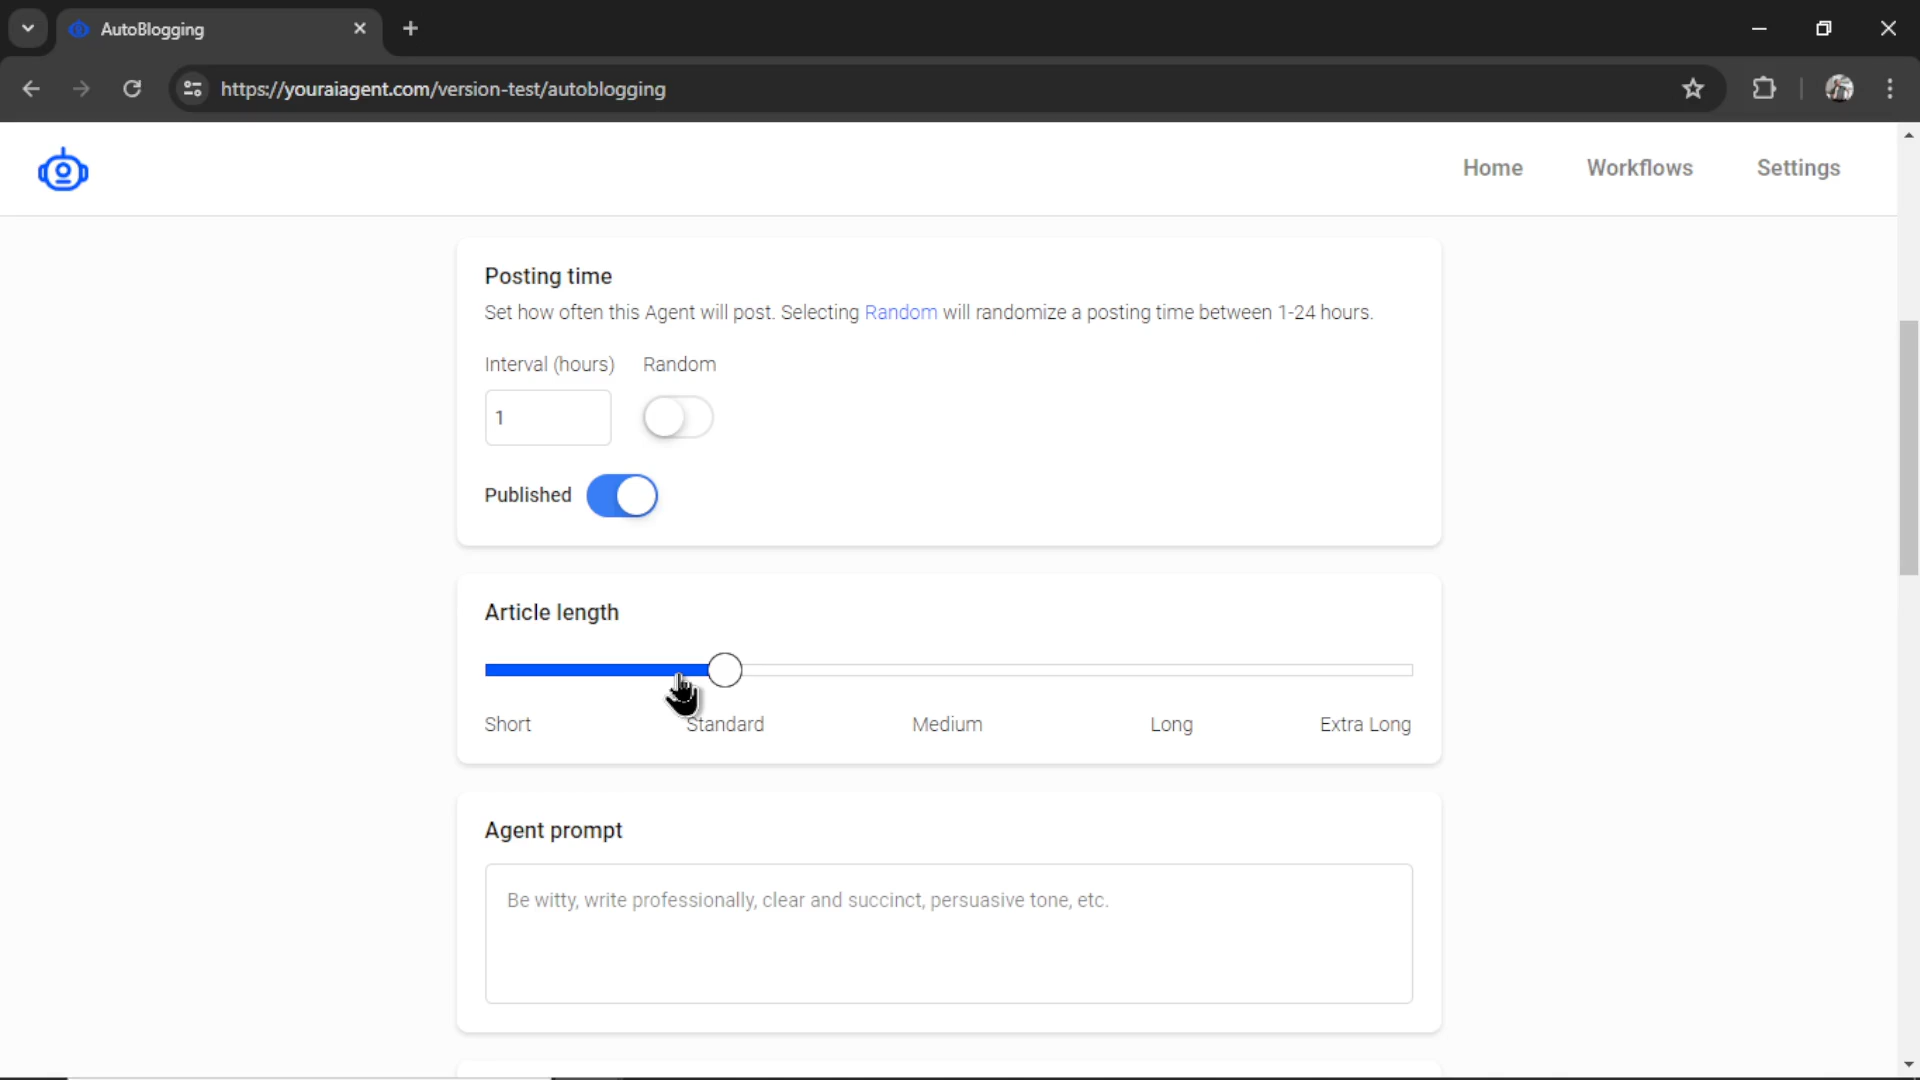 AutoBlogging
https://youraiagent.com/version-test/autoblogging
Home Workflows Settings
Posting time
Set how often this Agent will post. Selecting Random will randomize a posting time between 1-24 hours.
Interval (hours) Random
1
Published
Article length
Short Standard Medium Long Extra Long
Agent prompt
Be witty, write professionally, clear and succinct, persuasive tone, etc.